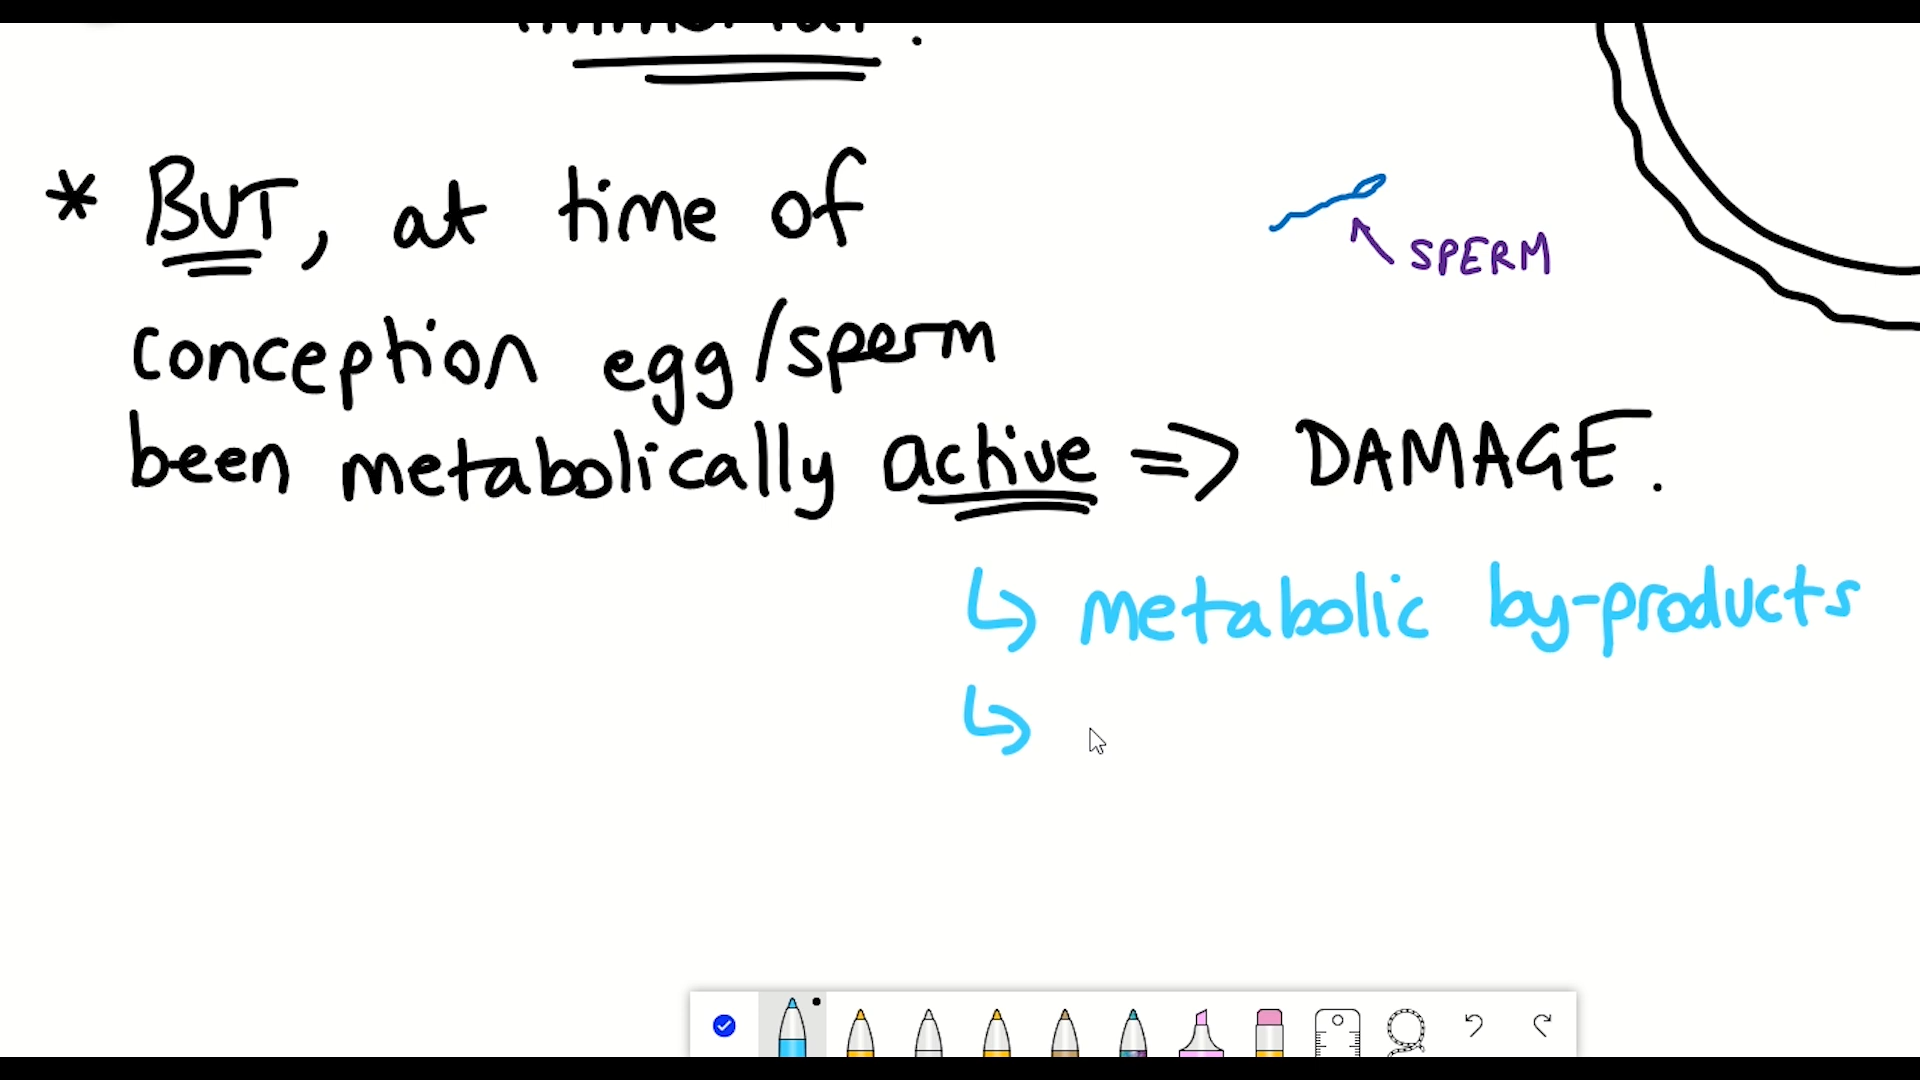 * BUT, at time of
SPERM
conception egg/sperm
been metabolically active => DAMAGE.
↳ metabolic by-products
↳